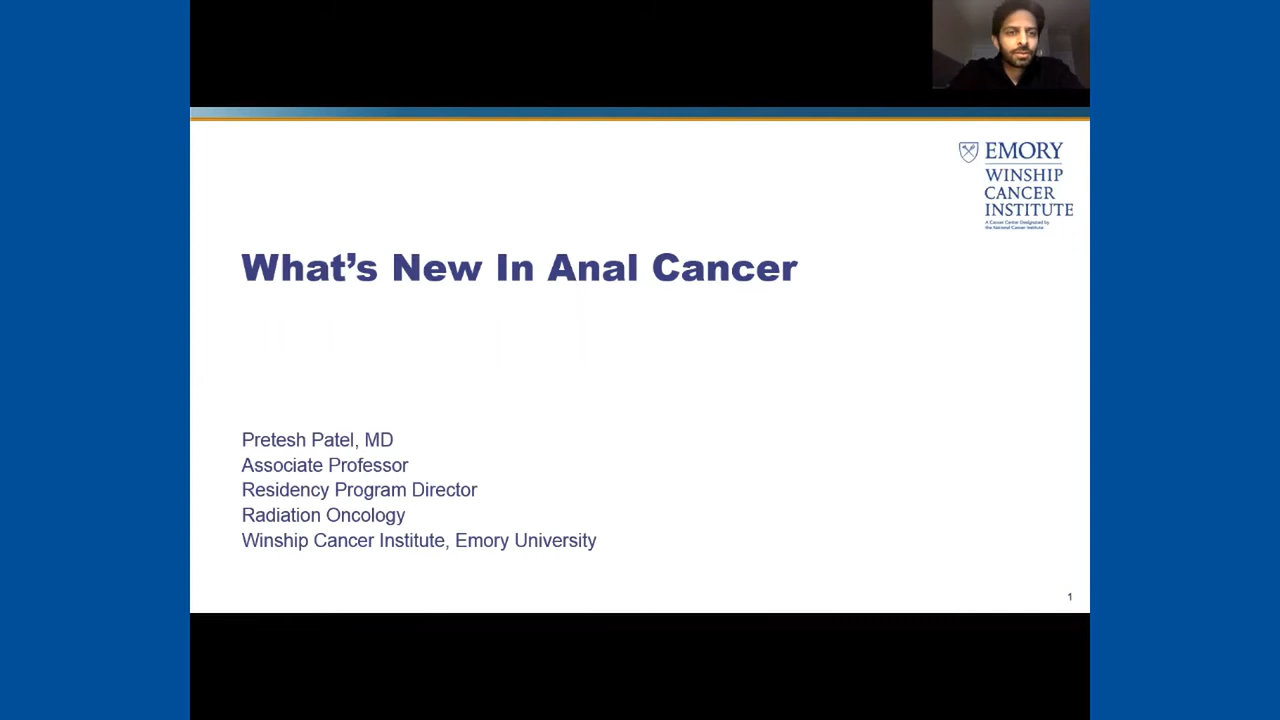 EMORY
WINSHIP
CANCER
INSTITUTE
A Cancer Center Designated by
the National Cancer Institute
What's New In Anal Cancer
Pretesh Patel, MD
Associate Professor
Residency Program Director
Radiation Oncology
Winship Cancer Institute, Emory University
1